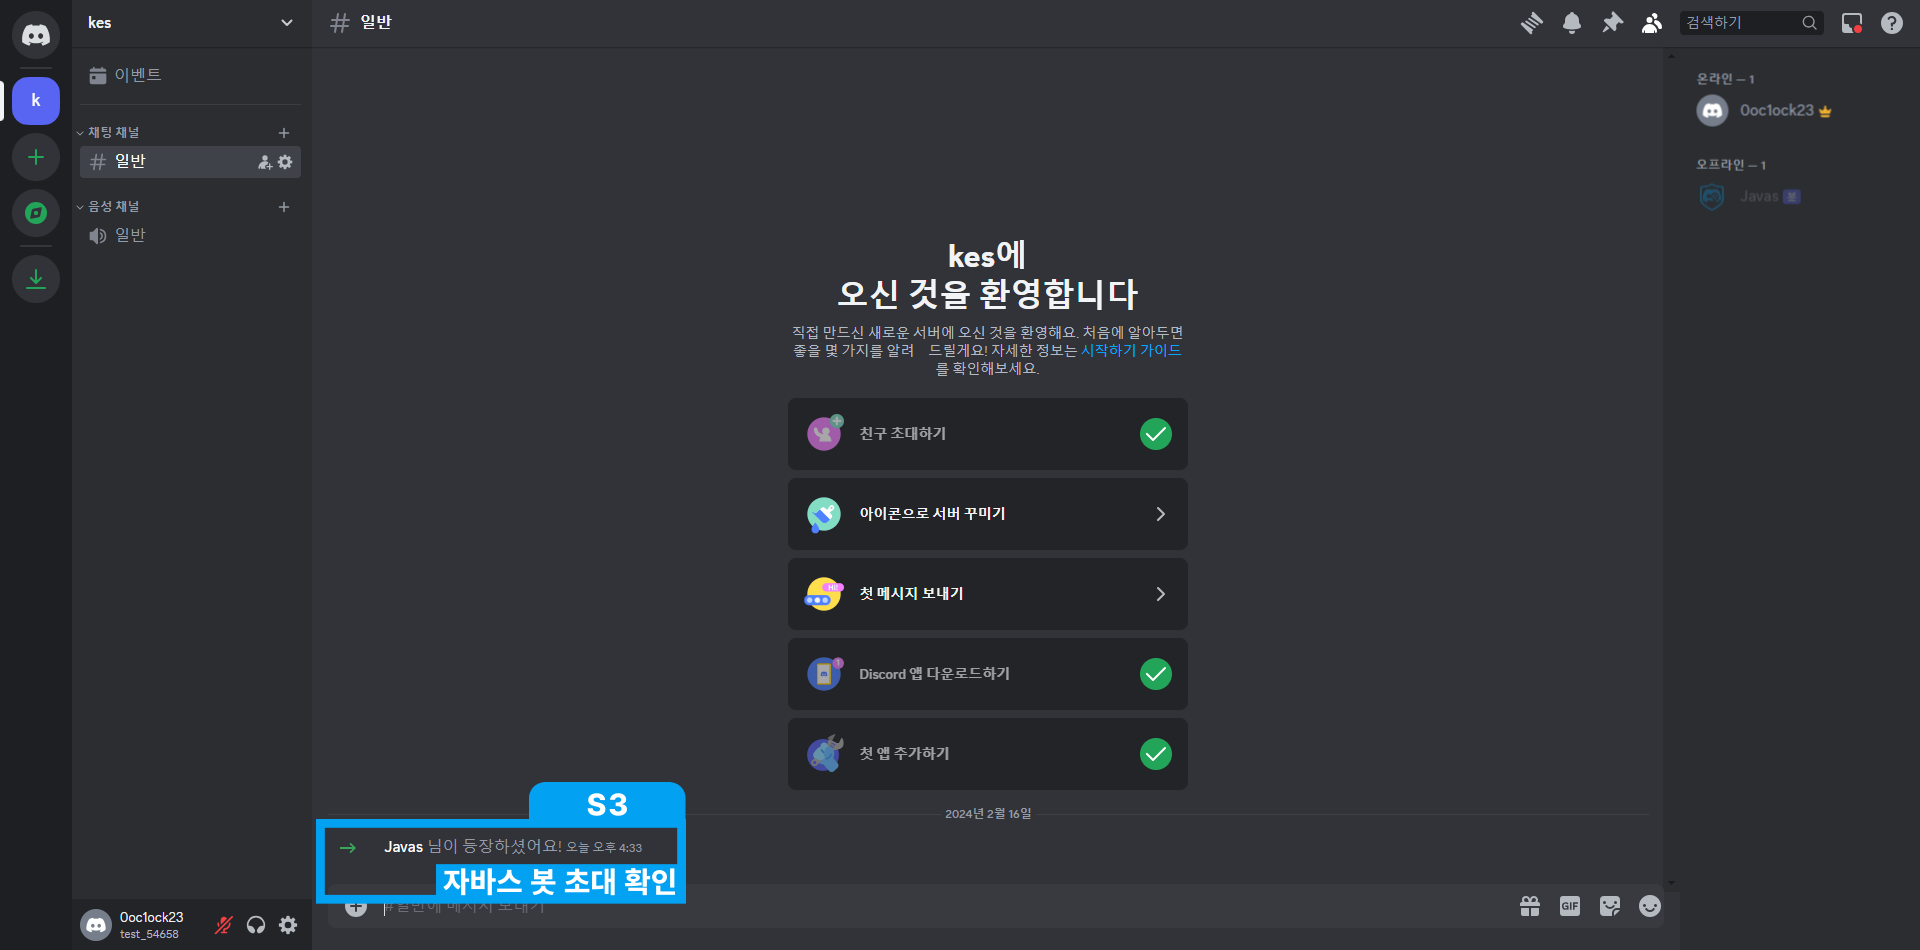 kes
이벤트
채팅 채널
일반
음성 채널
일반
0oc1ock23
test_54658
k
일반
검색하기
kes에
오신 것을 환영합니다
직접 만드신 새로운 서버에 오신 것을 환영해요. 처음에 알아두면
좋을 몇 가지를 알려 드릴게요! 자세한 정보는 시작하기 가이드
를 확인해보세요.
친구 초대하기
아이콘으로 서버 꾸미기
첫 메시지 보내기
Discord 앱 다운로드하기
첫 앱 추가하기
2024년 2월 16일
S3
Javas 님이 등장하셨어요! 오늘 오후 4:33
자바스 봇 초대 확인
#일반에 메시지 보내기
GIF
온라인 — 1
0oc1ock23
오프라인 — 1
Javas 봇